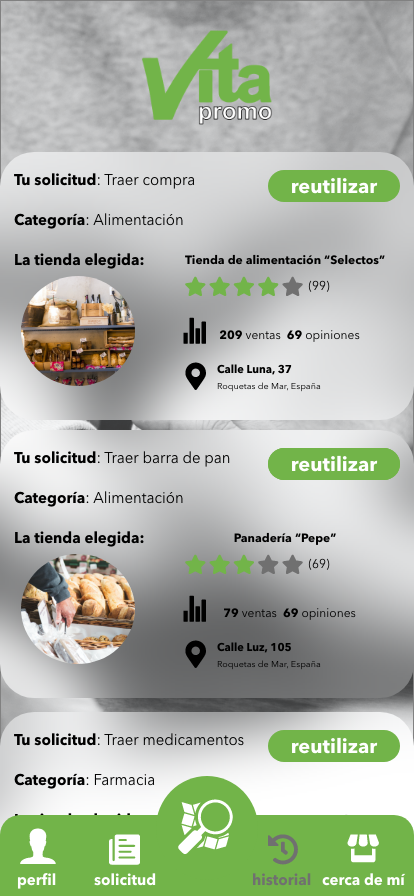 Vita
promo
Tu solicitud: Traer compra
reutilizar
Categoría: Alimentación
La tienda elegida:
Tienda de alimentación “Selectos”
(99)
209 ventas 69 opiniones
Calle Luna, 37
Roquetas de Mar, España
Tu solicitud: Traer barra de pan
reutilizar
Categoría: Alimentación
La tienda elegida:
Panadería “Pepe”
(69)
79 ventas 69 opiniones
Calle Luz, 105
Roquetas de Mar, España
Tu solicitud: Traer medicamentos
reutilizar
Categoría: Farmacia
perfil
solicitud
historial
cerca de mí